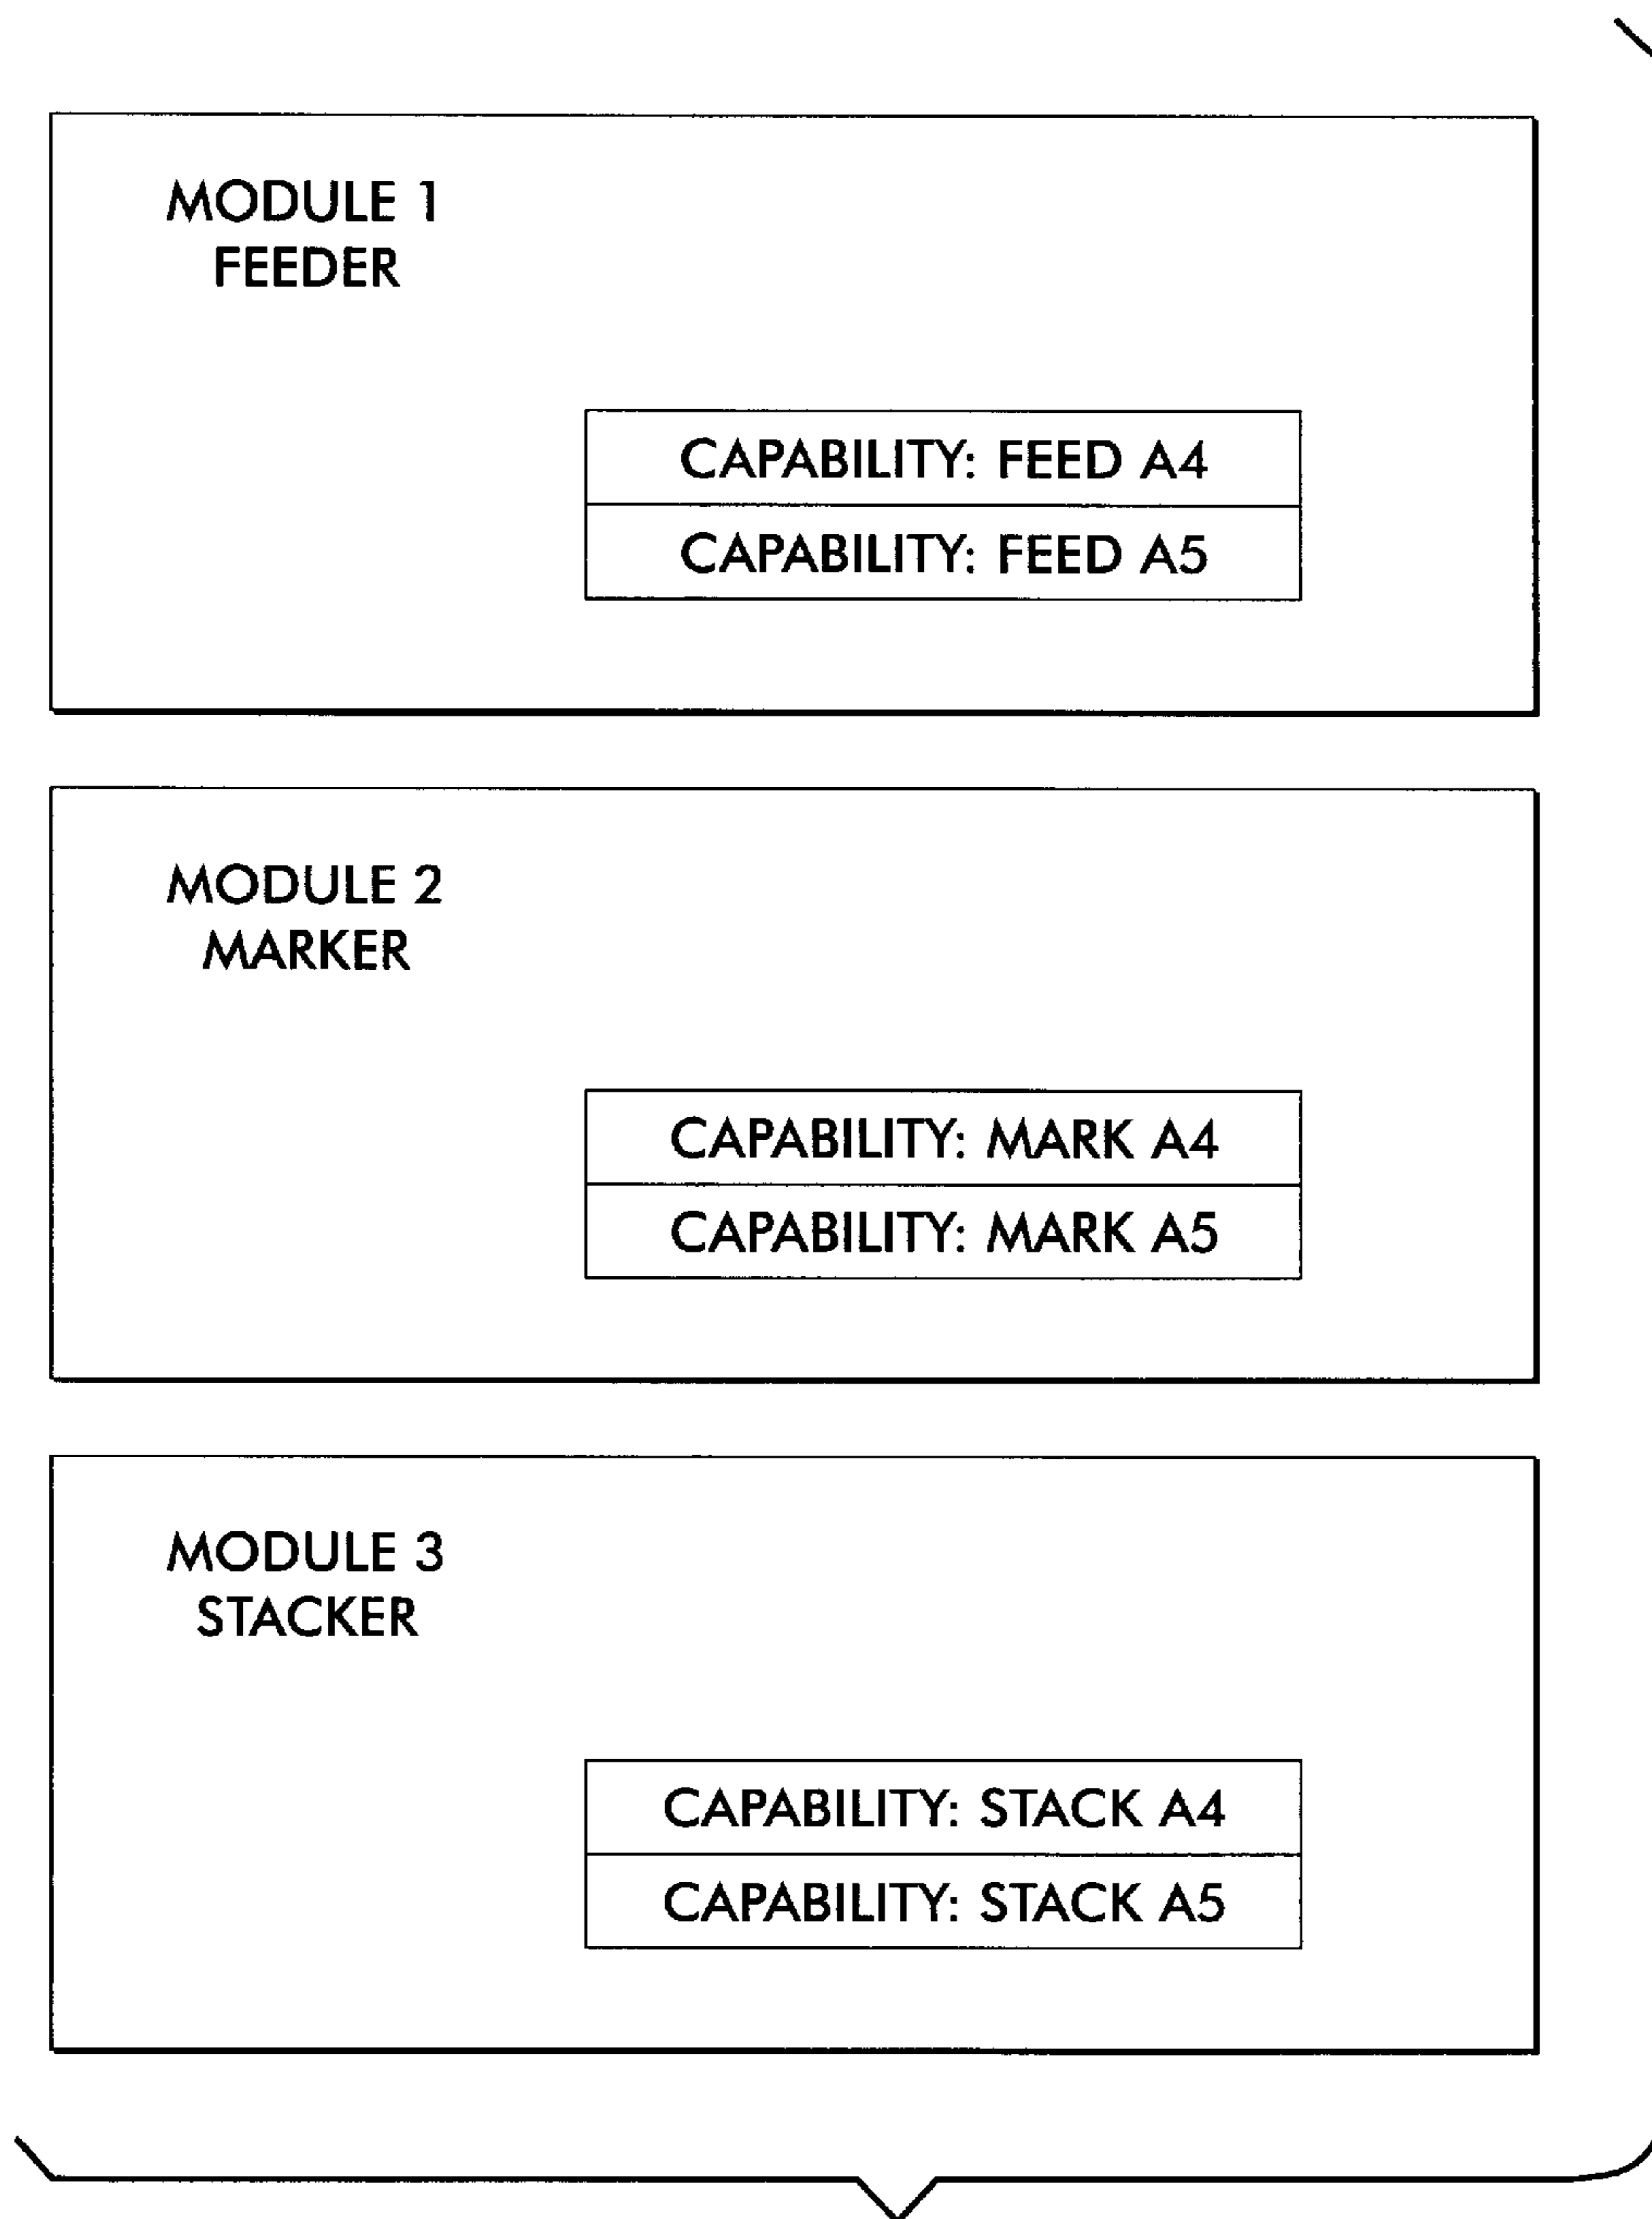 MODULE 1
FEEDER
CAPABILITY: FEED A4
CAPABILITY: FEED A5
MODULE 2
MARKER
CAPABILITY: MARK A4
CAPABILITY: MARK A5
MODULE 3
STACKER
CAPABILITY: STACK A4
CAPABILITY: STACK A5